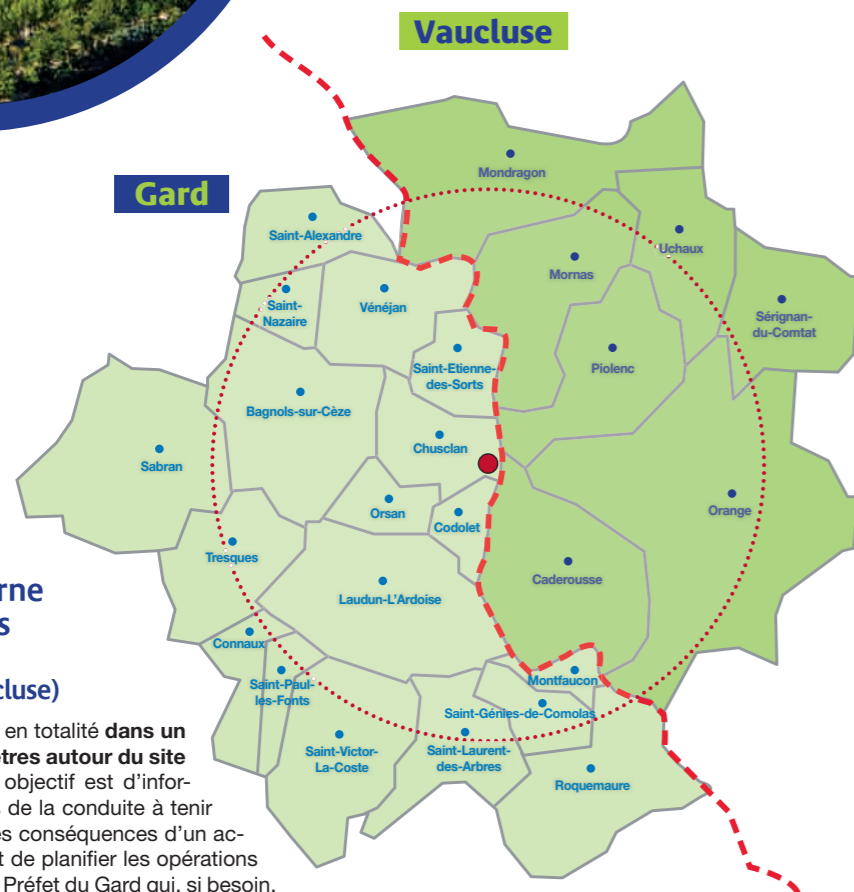 Vaucluse
Gard
Mondragon
Saint-Alexandre
Uchaux
Mornas
Saint-
Nazaire
Vénéjan
Sérignan-
du-Comtat
Saint-Etienne-
des-Sorts
Piolenc
Bagnols-sur-Cèze
Chusclan
Sabran
Orsan
Codolet
Orange
Tresques
Caderousse
Laudun-L'Ardoise
Connaux
Saint-Paul-
les-Fonts
Montfaucon
Saint-Génies-de-Comolas
Saint-Victor-
La-Coste
Saint-Laurent-
des-Arbres
Roquemaure
rne
s
cluse)
en totalité dans un
ètres autour du site
objectif est d'infor-
s de la conduite à tenir
es conséquences d'un ac-
t de planifier les opérations
Préfet du Gard qui, si besoin,